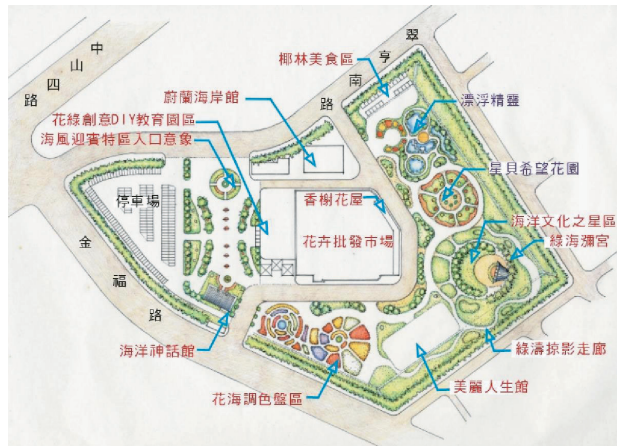 中山四路
翠亨南路
椰林美食區
蔚蘭海岸館
漂浮精靈
花綠創意DIY教育園區
海風迎賓特區入口意象
星貝希望花園
停車場
香榭花屋
海洋文化之星區
花卉批發市場
綠海瀰宮
金福路
海洋神話館
綠濤掠影走廊
美麗人生館
花海調色盤區